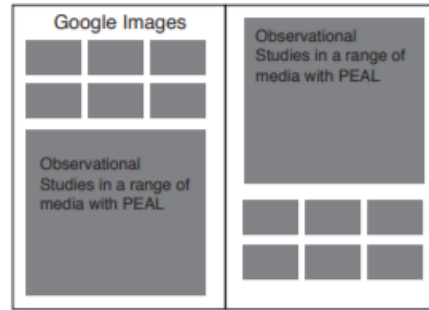 Google Images
Observational
Studies in a range of
media with PEAL
Observational
Studies in a range of
media with PEAL